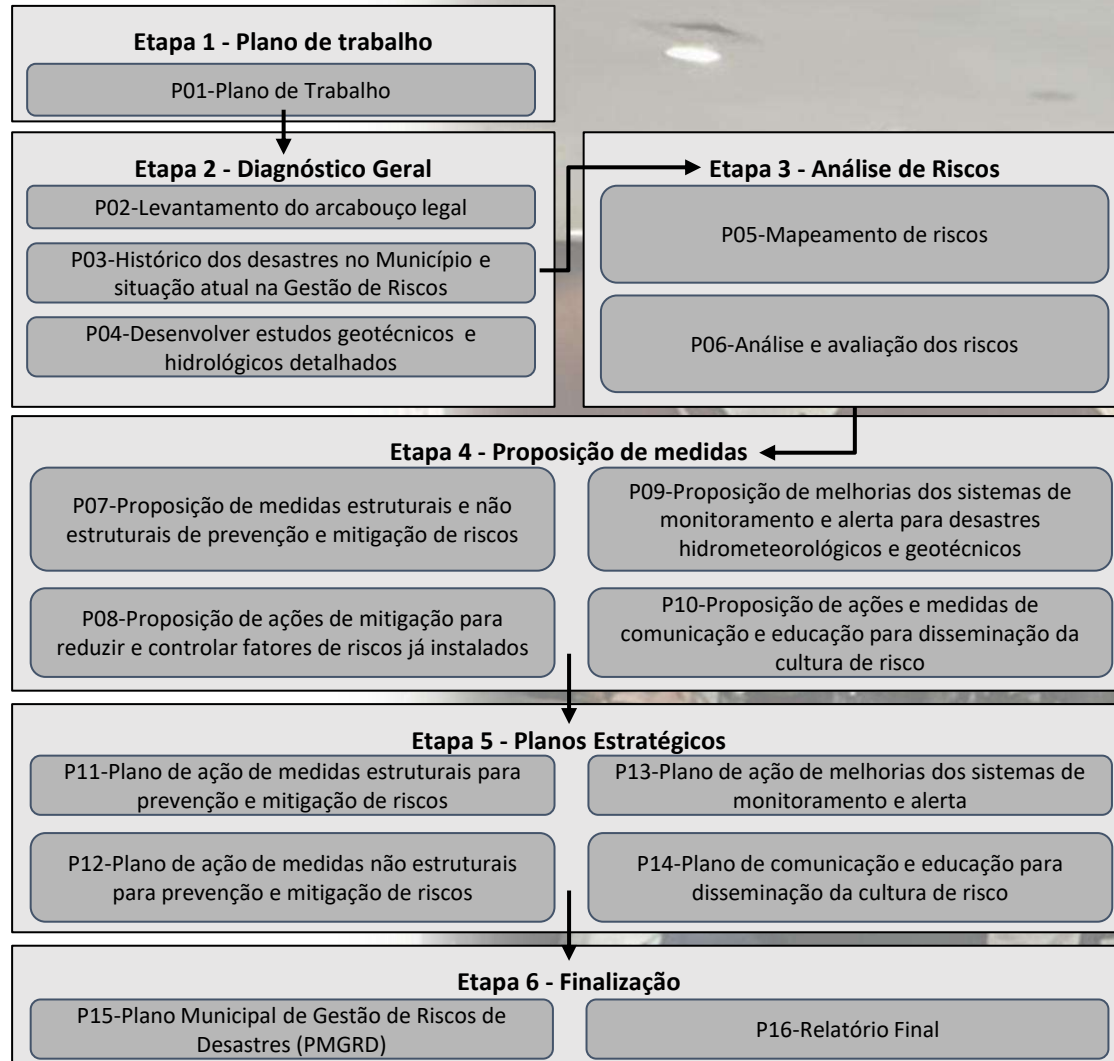 Etapa 1 - Plano de trabalho
P01-Plano de Trabalho
Etapa 2 - Diagnóstico Geral
P02-Levantamento do arcabouço legal
P03-Histórico dos desastres no Município e
situação atual na Gestão de Riscos
P04-Desenvolver estudos geotécnicos e
hidrológicos detalhados
Etapa 3 - Análise de Riscos
P05-Mapeamento de riscos
P06-Análise e avaliação dos riscos
Etapa 4 - Proposição de medidas
P07-Proposição de medidas estruturais e não
estruturais de prevenção e mitigação de riscos
P08-Proposição de ações de mitigação para
reduzir e controlar fatores de riscos já instalados
P09-Proposição de melhorias dos sistemas de
monitoramento e alerta para desastres
hidrometeorológicos e geotécnicos
P10-Proposição de ações e medidas de
comunicação e educação para disseminação da
cultura de risco
Etapa 5 - Planos Estratégicos
P11-Plano de ação de medidas estruturais para
prevenção e mitigação de riscos
P12-Plano de ação de medidas não estruturais
para prevenção e mitigação de riscos
P13-Plano de ação de melhorias dos sistemas de
monitoramento e alerta
P14-Plano de comunicação e educação para
disseminação da cultura de risco
Etapa 6 - Finalização
P15-Plano Municipal de Gestão de Riscos de
Desastres (PMGRD)
P16-Relatório Final